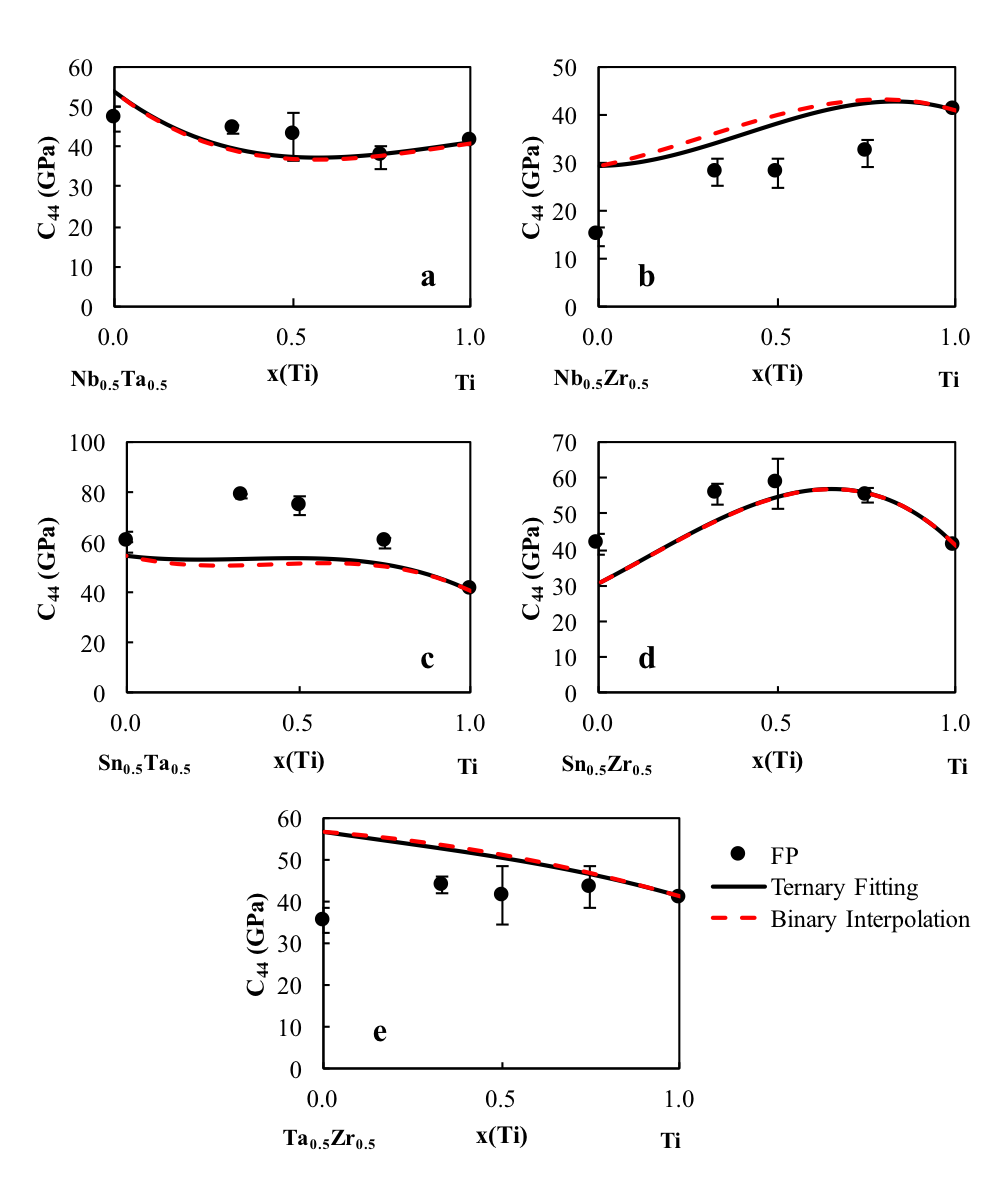 60
50
40
30
20
10
0
C₄₄ (GPa)
a
0.0
0.5
1.0
Nb₀.₅Ta₀.₅
x(Ti)
Ti
50
40
30
20
10
0
C₄₄ (GPa)
b
0.0
0.5
1.0
Nb₀.₅Zr₀.₅
x(Ti)
Ti
100
80
60
40
20
0
C₄₄ (GPa)
c
0.0
0.5
1.0
Sn₀.₅Ta₀.₅
x(Ti)
Ti
70
60
50
40
30
20
10
0
C₄₄ (GPa)
d
0.0
0.5
1.0
Sn₀.₅Zr₀.₅
x(Ti)
Ti
60
50
40
30
20
10
0
C₄₄ (GPa)
e
0.0
0.5
1.0
Ta₀.₅Zr₀.₅
x(Ti)
Ti
FP
Ternary Fitting
Binary Interpolation